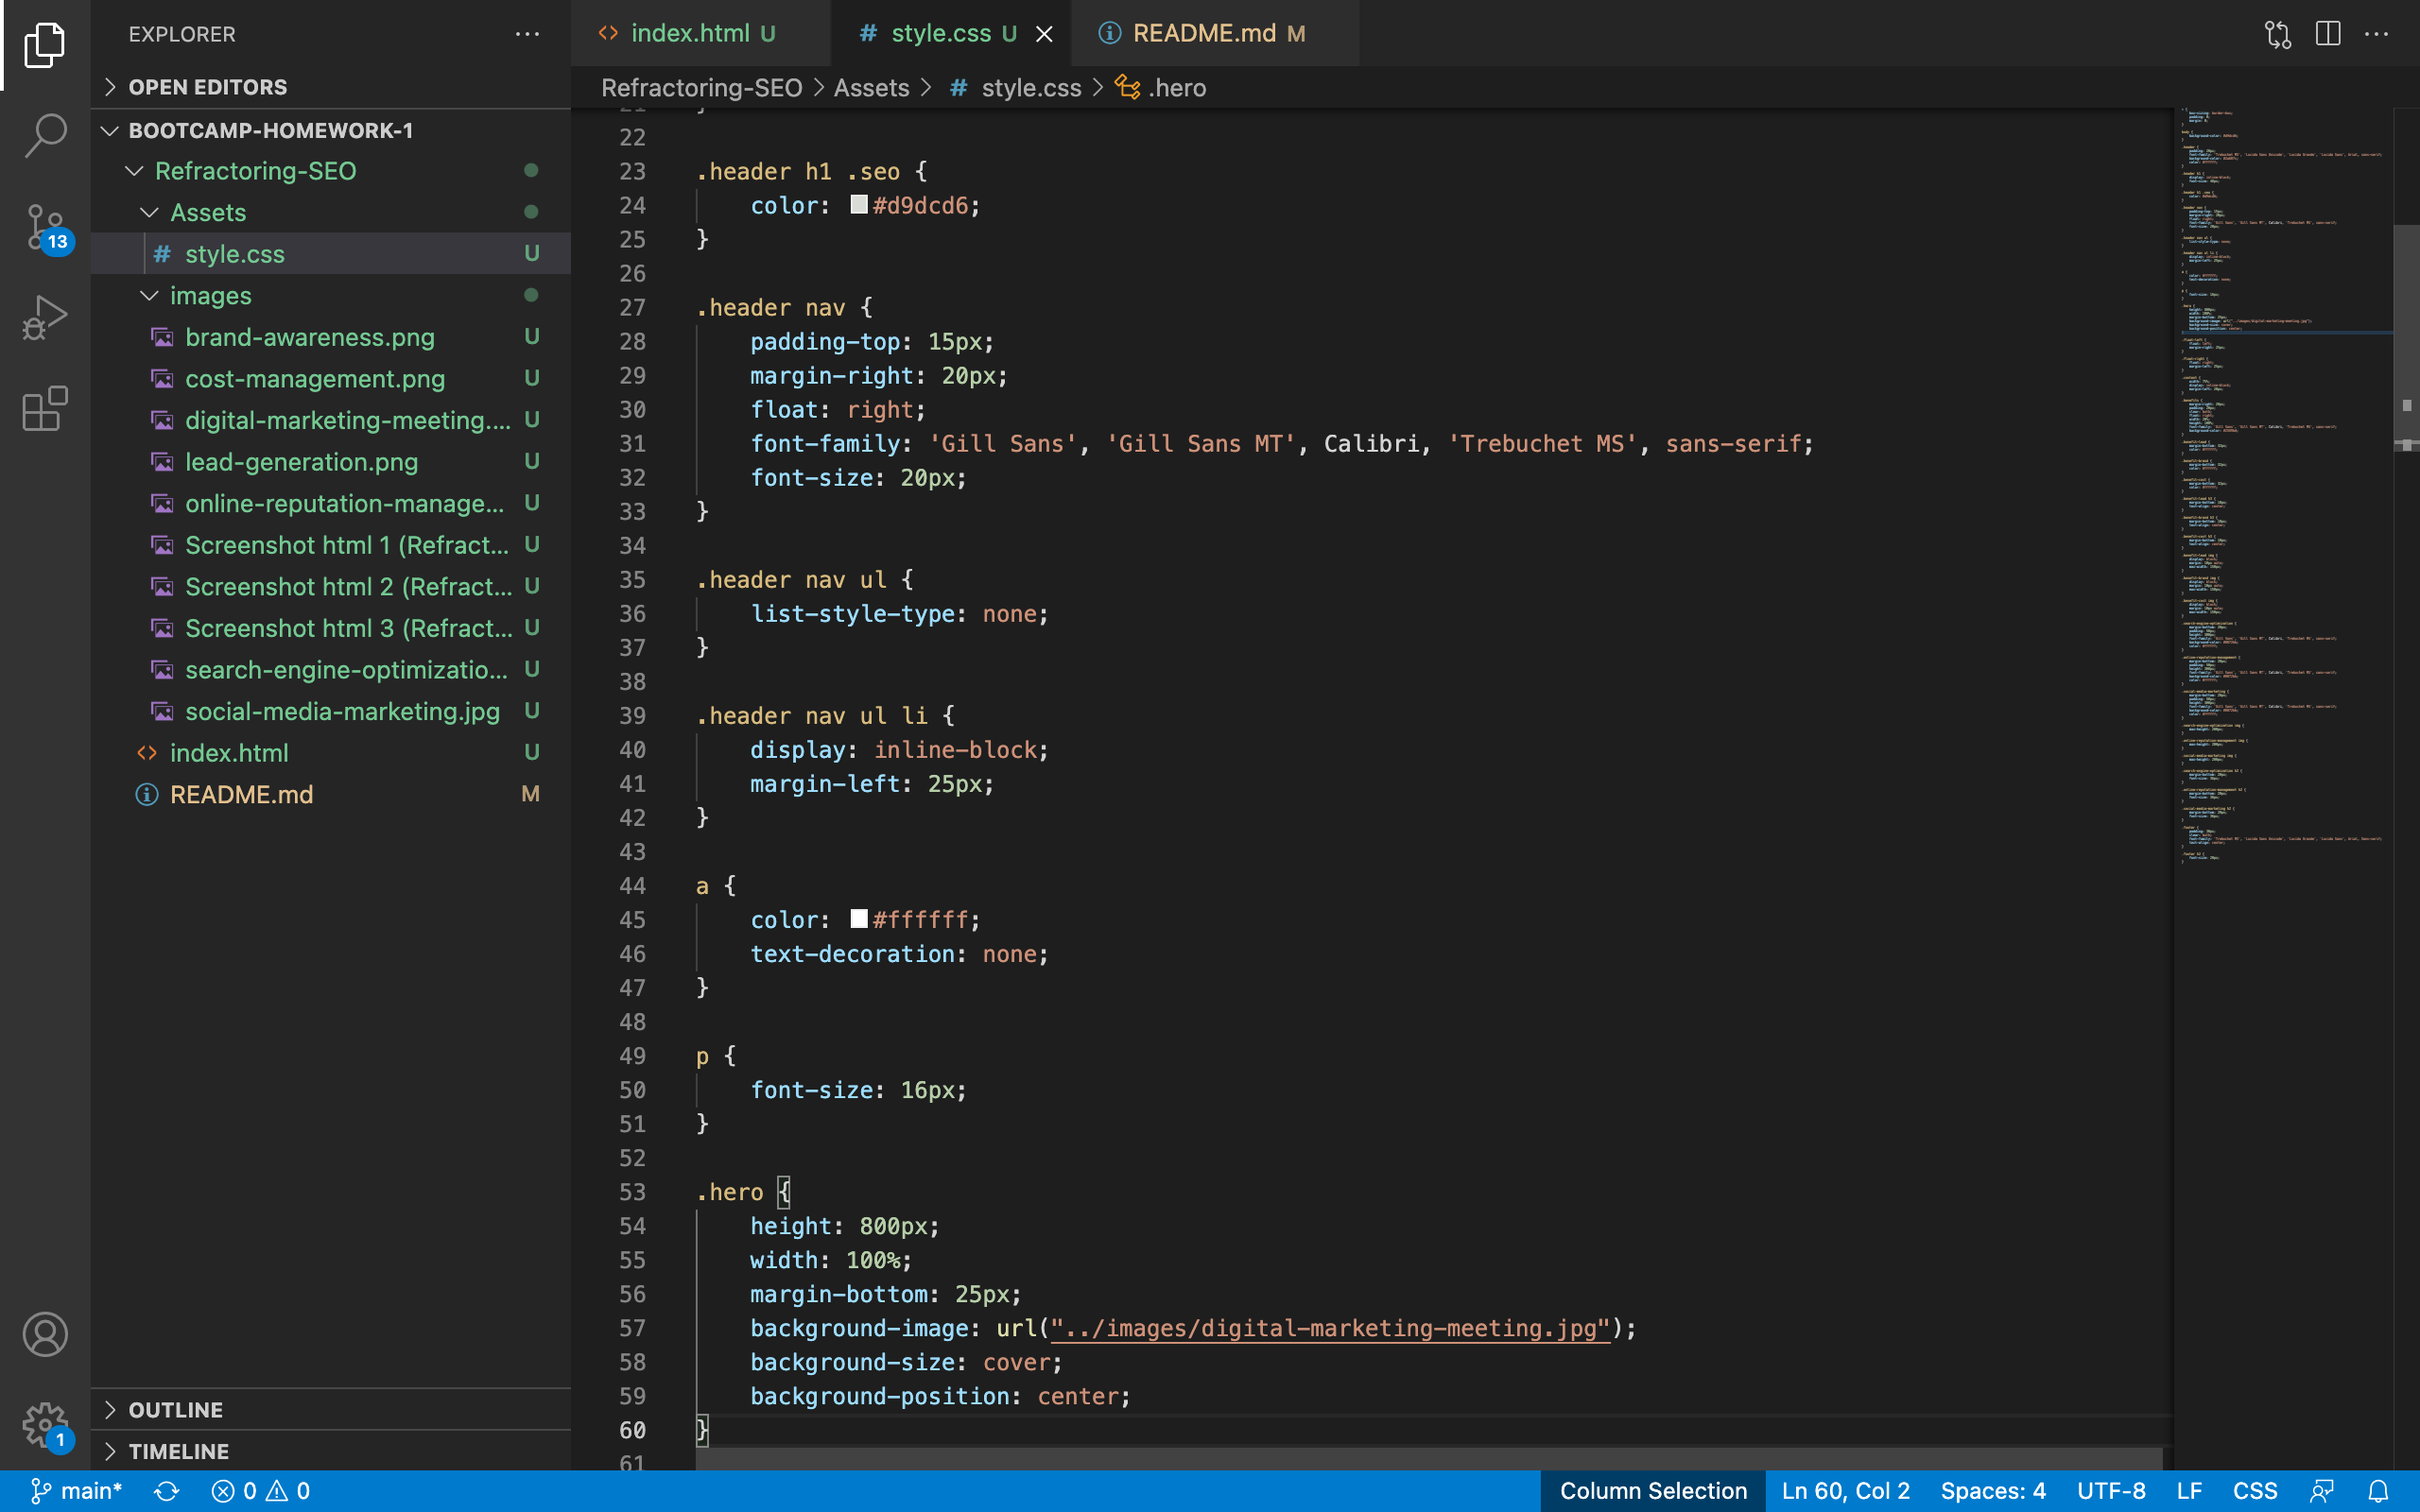 EXPLORER
OPEN EDITORS
BOOTCAMP-HOMEWORK-1
Refractoring-SEO
Assets
# style.css U
images
brand-awareness.png U
cost-management.png U
digital-marketing-meeting.... U
lead-generation.png U
online-reputation-manage... U
Screenshot html 1 (Refract... U
Screenshot html 2 (Refract... U
Screenshot html 3 (Refract... U
search-engine-optimizatio... U
social-media-marketing.jpg U
<> index.html U
README.md M
OUTLINE
TIMELINE
13
1
<> index.html U
# style.css U
README.md M
Refractoring-SEO > Assets > # style.css > .hero
22
23 .header h1 .seo {
24 color: #d9dcd6;
25 }
26
27 .header nav {
28 padding-top: 15px;
29 margin-right: 20px;
30 float: right;
31 font-family: 'Gill Sans', 'Gill Sans MT', Calibri, 'Trebuchet MS', sans-serif;
32 font-size: 20px;
33 }
34
35 .header nav ul {
36 list-style-type: none;
37 }
38
39 .header nav ul li {
40 display: inline-block;
41 margin-left: 25px;
42 }
43
44 a {
45 color: #ffffff;
46 text-decoration: none;
47 }
48
49 p {
50 font-size: 16px;
51 }
52
53 .hero {
54 height: 800px;
55 width: 100%;
56 margin-bottom: 25px;
57 background-image: url("../images/digital-marketing-meeting.jpg");
58 background-size: cover;
59 background-position: center;
60 }
61
main* 0 0 Column Selection Ln 60, Col 2 Spaces: 4 UTF-8 LF CSS